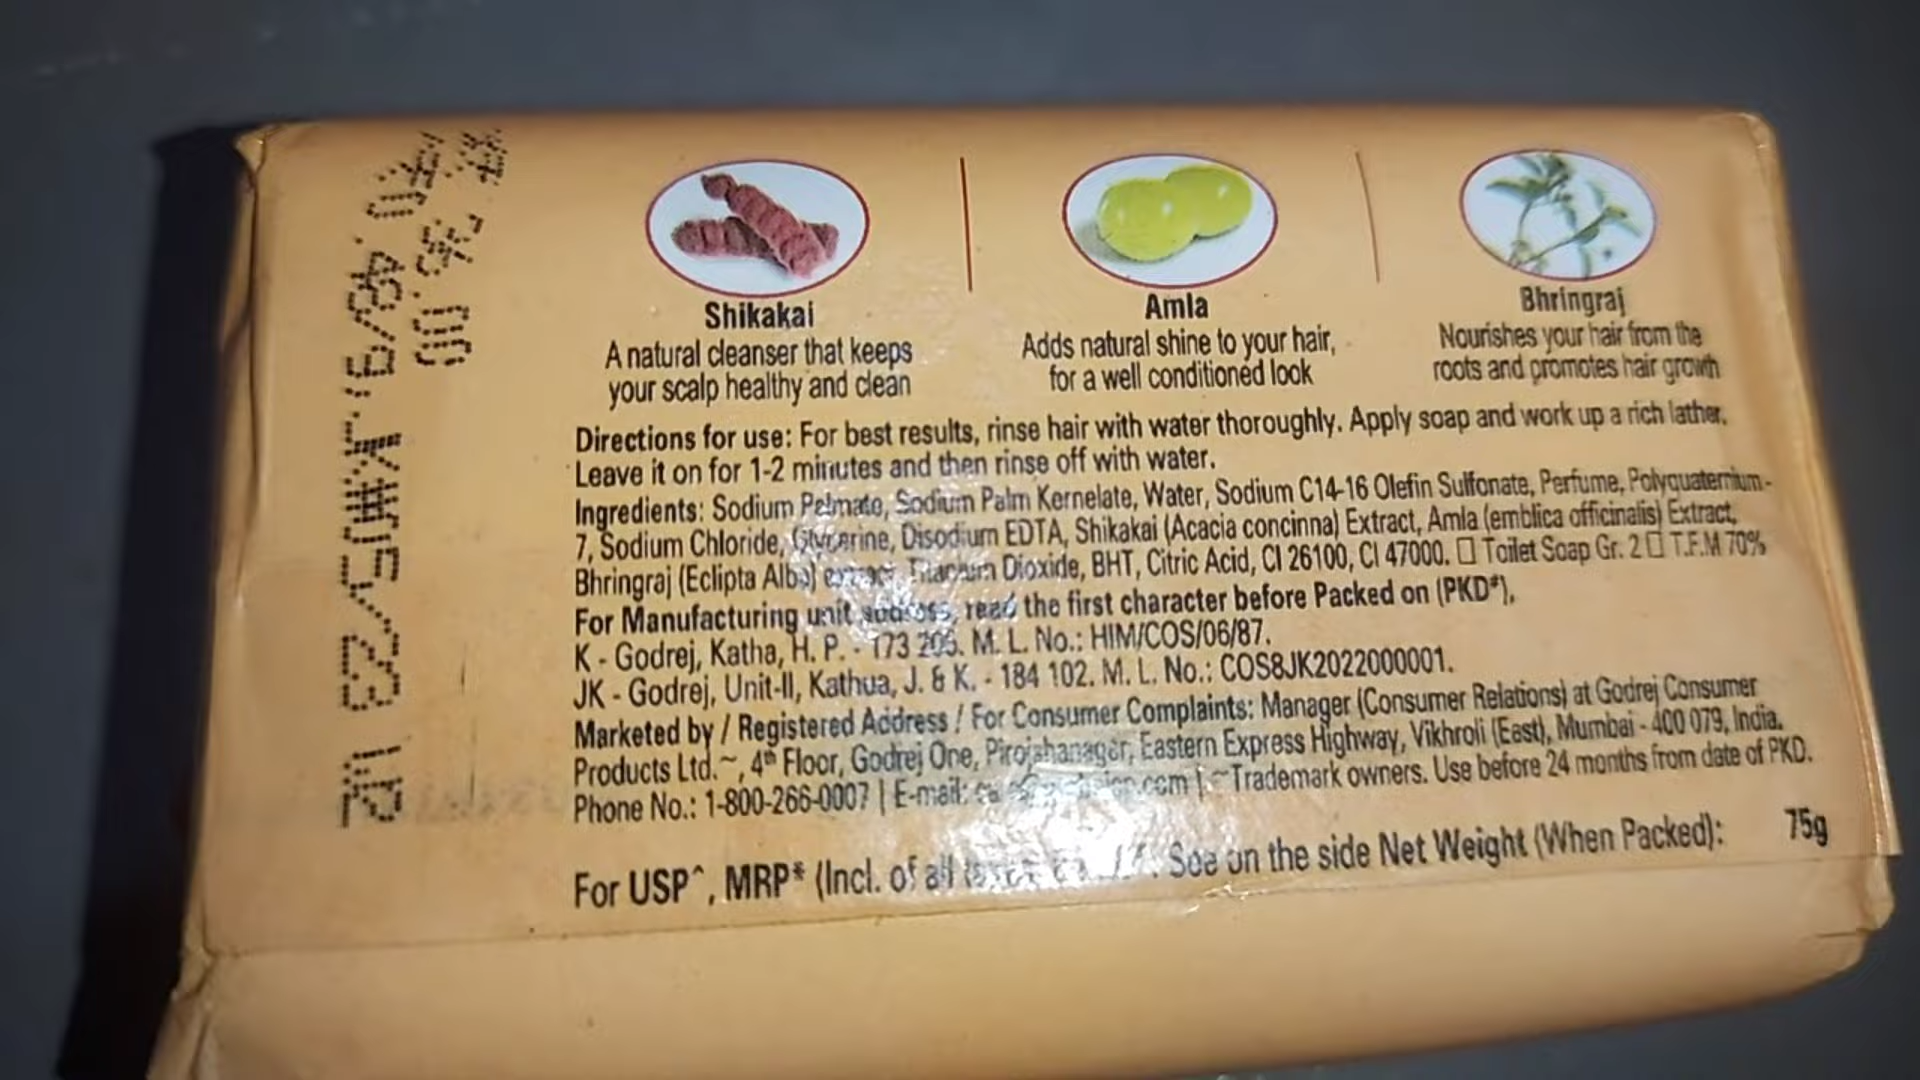 Shikakai
A natural cleanser that keeps
your scalp healthy and clean
Amla
Adds natural shine to your hair,
for a well conditioned look
Bhringraj
Nourishes your hair from the
roots and promotes hair growth
Directions for use: For best results, rinse hair with water thoroughly. Apply soap and work up a rich lather.
Leave it on for 1-2 minutes and then rinse off with water.
Ingredients: Sodium Palmate, Sodium Palm Kernelate, Water, Sodium C14-16 Olefin Sulfonate, Perfume, Polyquaternium-
7, Sodium Chloride, Glycerine, Disodium EDTA, Shikakai (Acacia concinna) Extract, Amla (emblica officinalis) Extract,
Bhringraj (Eclipta Alba) extract, Titanium Dioxide, BHT, Citric Acid, CI 26100, CI 47000. Toilet Soap Gr. 2 T.F.M 70%
For Manufacturing unit address, read the first character before Packed on (PKD#),
K - Godrej, Katha, H. P. - 173 205. M. L. No.: HIM/COS/06/87.
JK - Godrej, Unit-II, Kathua, J. & K. - 184 102. M. L. No.: COS8JK2022000001.
Marketed by / Registered Address / For Consumer Complaints: Manager (Consumer Relations) at Godrej Consumer
Products Ltd.~, 4th Floor, Godrej One, Pirojshanagar, Eastern Express Highway, Vikhroli (East), Mumbai - 400 079, India.
Phone No.: 1-800-266-0007 | E-mail: | ~Trademark owners. Use before 24 months from date of PKD.
For USP^, MRP* (Incl. of all See on the side Net Weight (When Packed): 75g